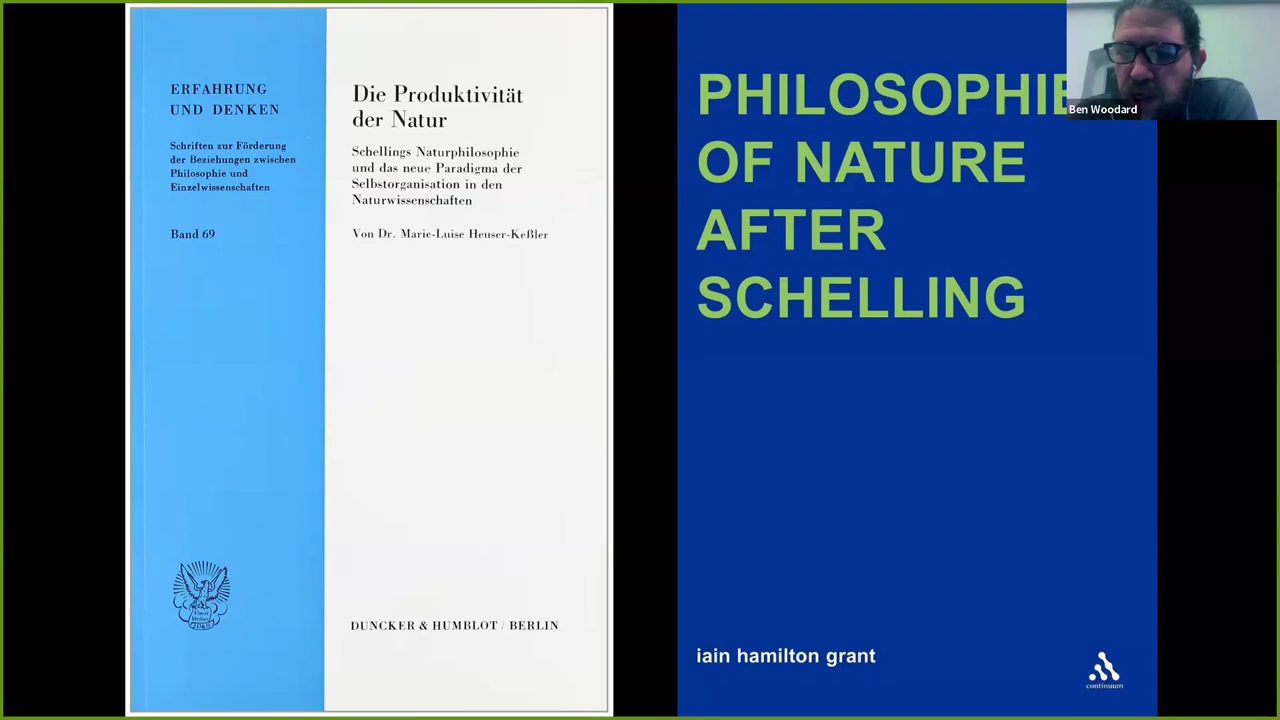 ERFAHRUNG
UND DENKEN
Schriften zur Förderung
der Beziehungen zwischen
Philosophie und
Einzelwissenschaften
Band 69
Die Produktivität
der Natur
Schellings Naturphilosophie
und das neue Paradigma der
Selbstorganisation in den
Naturwissenschaften
Von Dr. Marie-Luise Heuser-Keßler
DUNCKER & HUMBLOT / BERLIN
PHILOSOPHIE
OF NATURE
AFTER
SCHELLING
iain hamilton grant
continuum
Ben Woodard